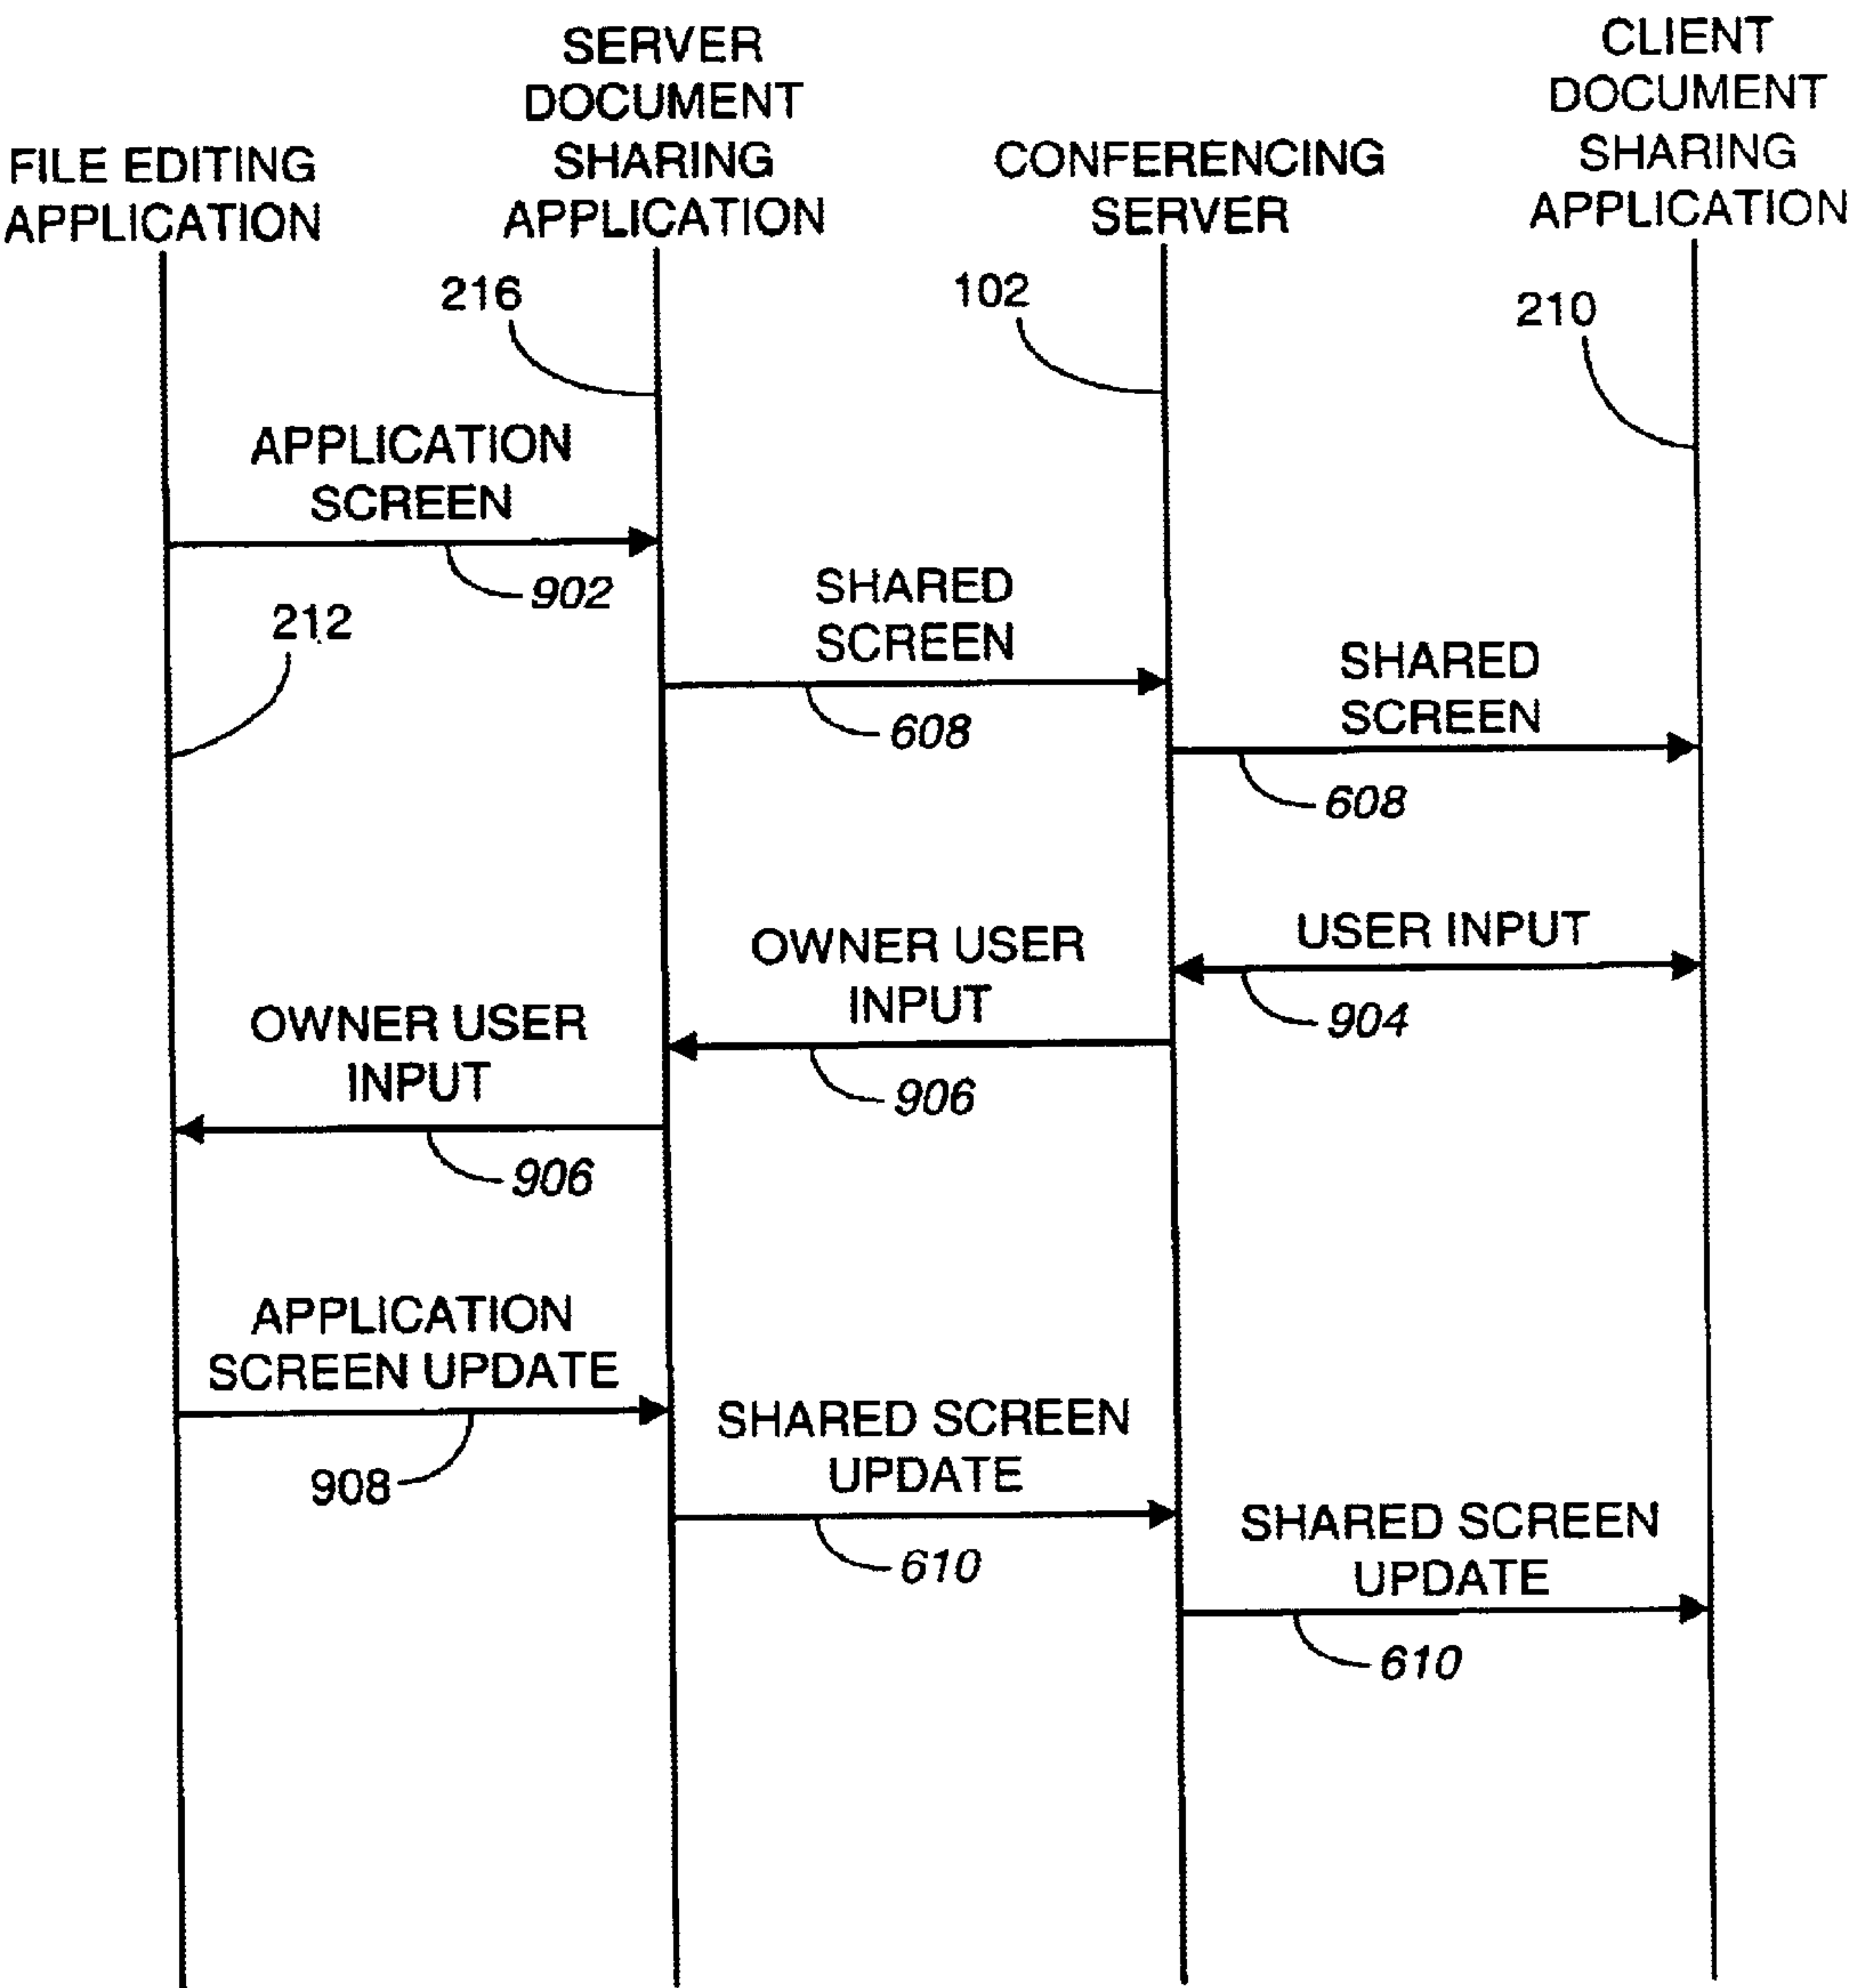 FILE EDITING
APPLICATION
SERVER
DOCUMENT
SHARING
APPLICATION
CONFERENCING
SERVER
CLIENT
DOCUMENT
SHARING
APPLICATION
216
102
210
APPLICATION
SCREEN
902
212
SHARED
SCREEN
608
SHARED
SCREEN
608
USER INPUT
904
OWNER USER
INPUT
906
OWNER USER
INPUT
906
APPLICATION
SCREEN UPDATE
908
SHARED SCREEN
UPDATE
610
SHARED SCREEN
UPDATE
610